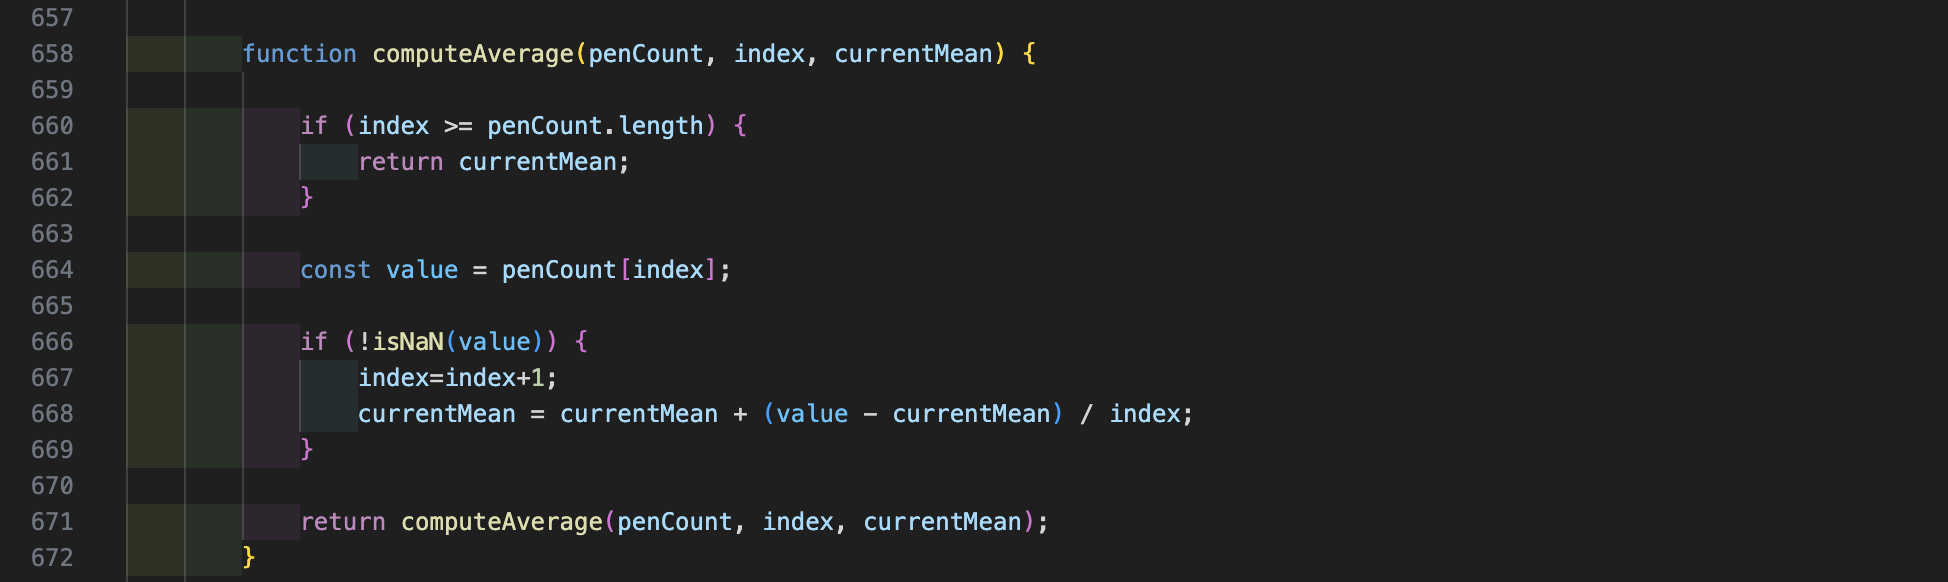 657
658 function computeAverage(penCount, index, currentMean) {
659
660 if (index >= penCount.length) {
661 return currentMean;
662 }
663
664 const value = penCount[index];
665
666 if (!isNaN(value)) {
667 index=index+1;
668 currentMean = currentMean + (value - currentMean) / index;
669 }
670
671 return computeAverage(penCount, index, currentMean);
672 }